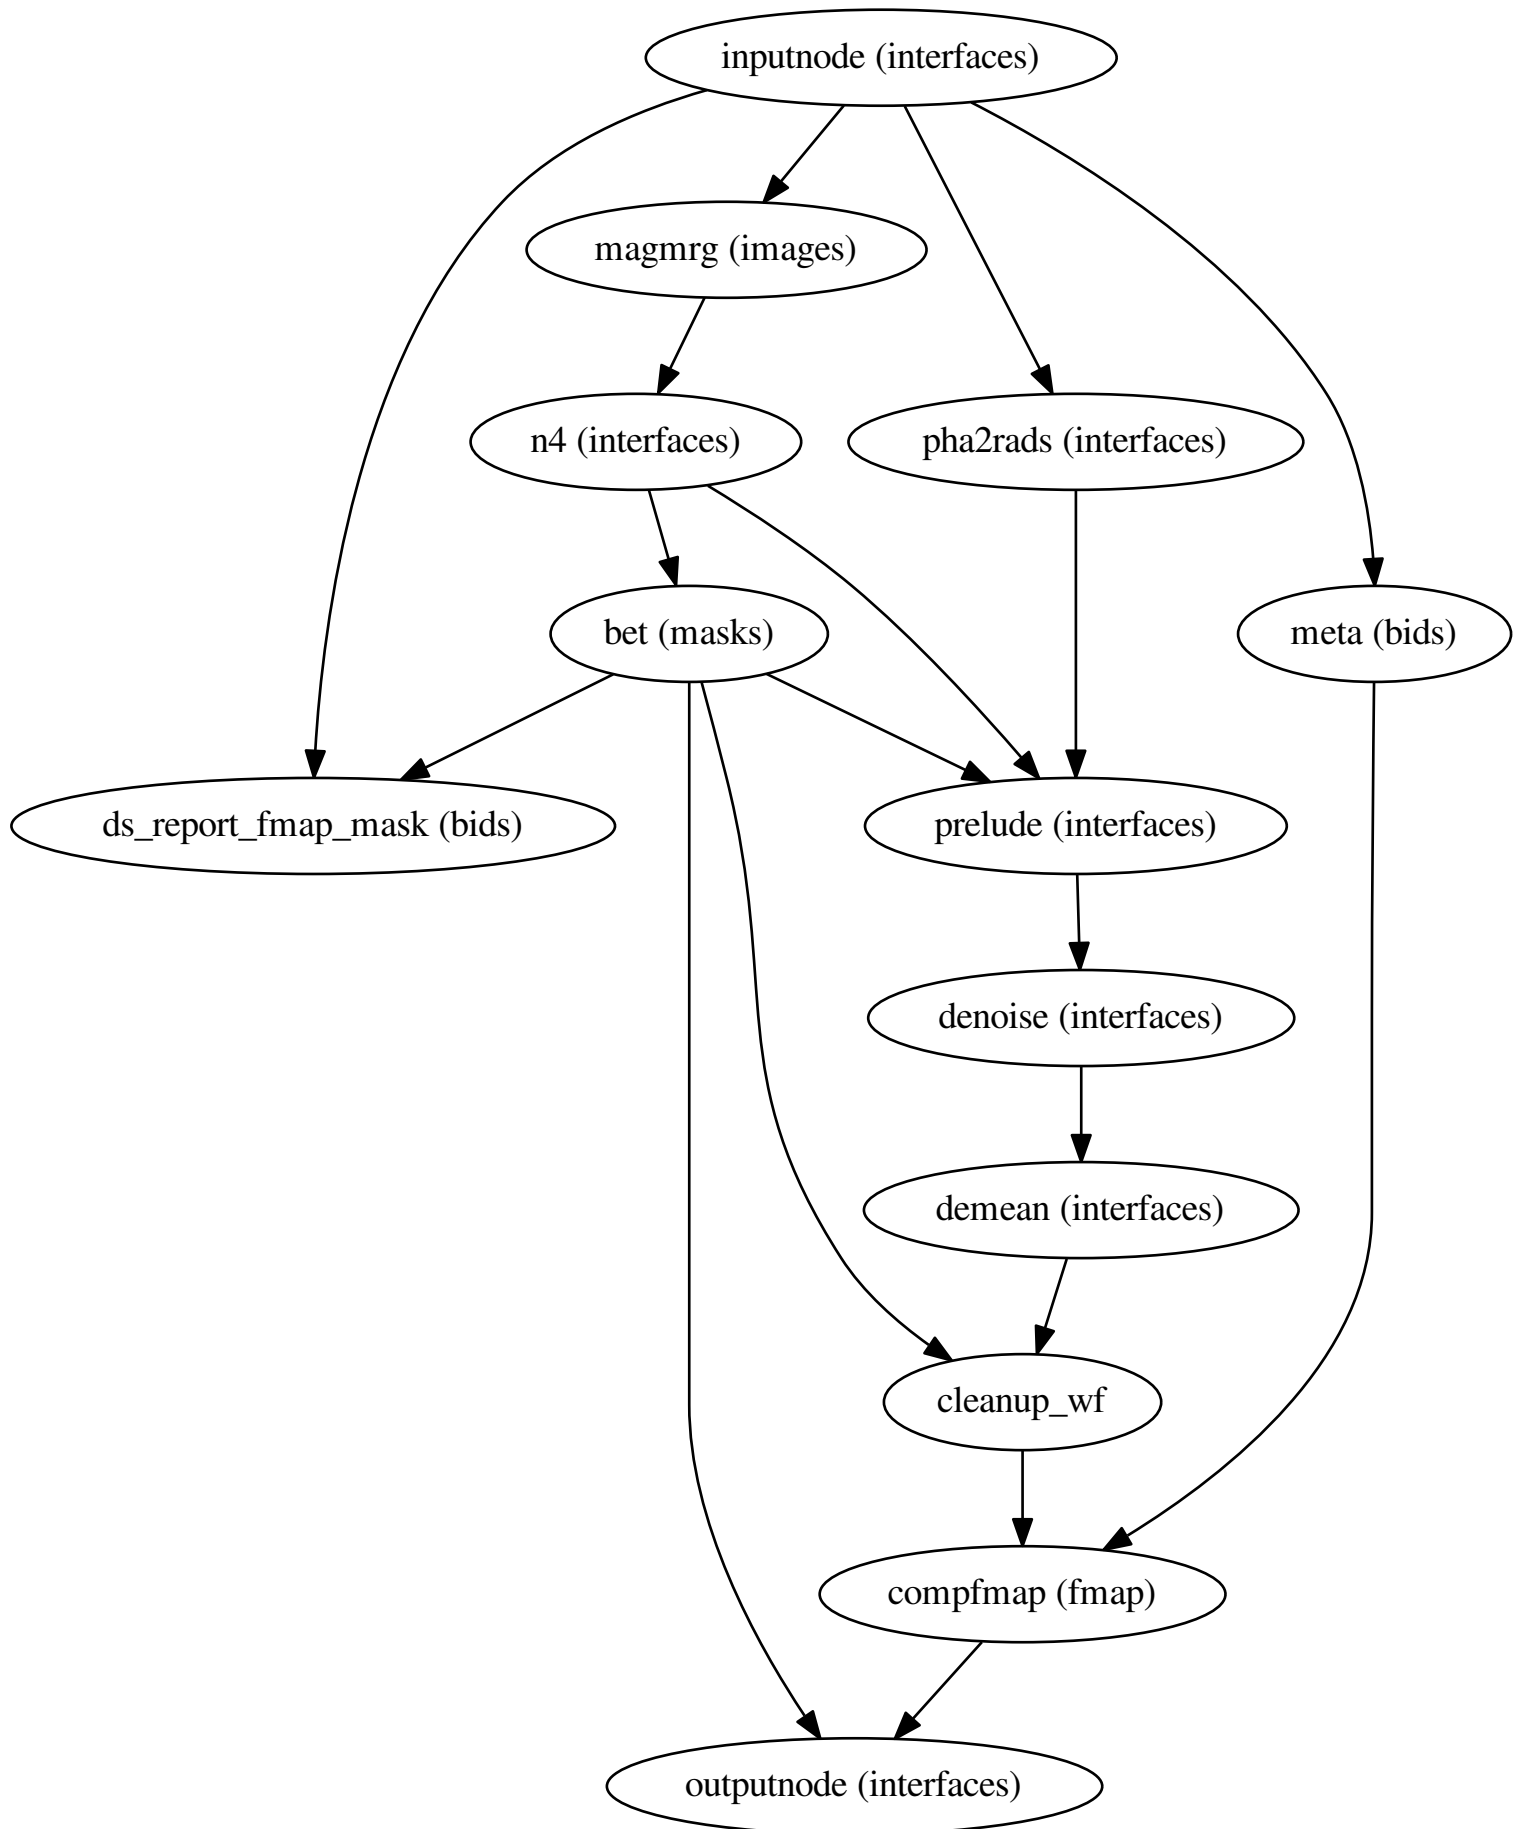 inputnode (interfaces)
magmrg (images)
n4 (interfaces)
pha2rads (interfaces)
bet (masks)
meta (bids)
ds_report_fmap_mask (bids)
prelude (interfaces)
denoise (interfaces)
demean (interfaces)
cleanup_wf
compfmap (fmap)
outputnode (interfaces)